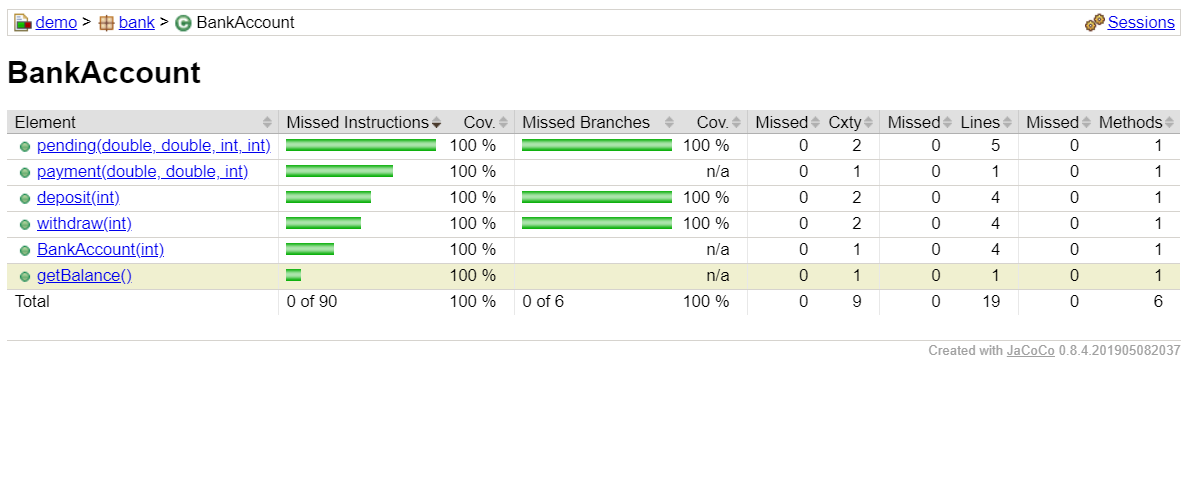 demo > bank > BankAccount Sessions
BankAccount
Element Missed Instructions Cov. Missed Branches Cov. Missed Cxty Missed Lines Missed Methods
pending(double, double, int, int) 100 % 100 % 0 2 0 5 0 1
payment(double, double, int) 100 % n/a 0 1 0 1 0 1
deposit(int) 100 % 100 % 0 2 0 4 0 1
withdraw(int) 100 % 100 % 0 2 0 4 0 1
BankAccount(int) 100 % n/a 0 1 0 4 0 1
getBalance() 100 % n/a 0 1 0 1 0 1
Total 0 of 90 100 % 0 of 6 100 % 0 9 0 19 0 6
Created with JaCoCo 0.8.4.201905082037